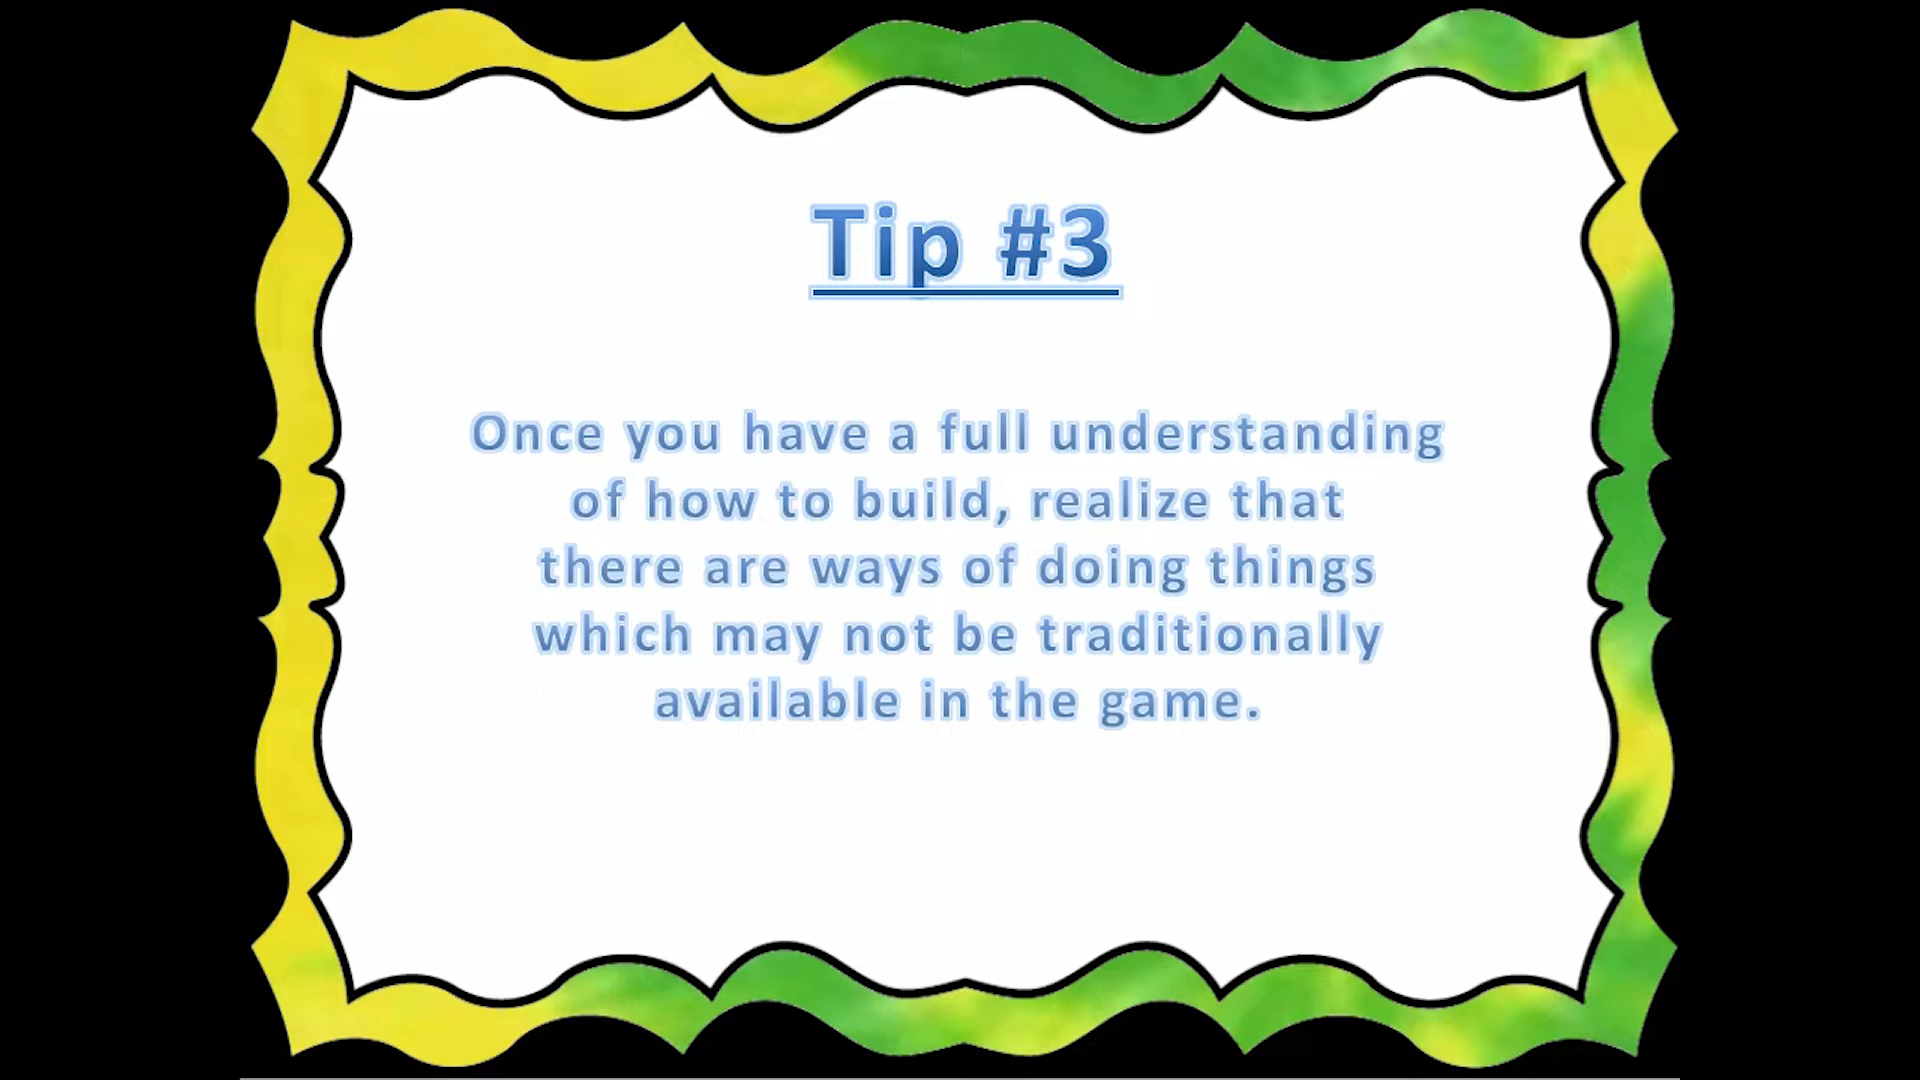 Tip #3
Once you have a full understanding
of how to build, realize that
there are ways of doing things
which may not be traditionally
available in the game.